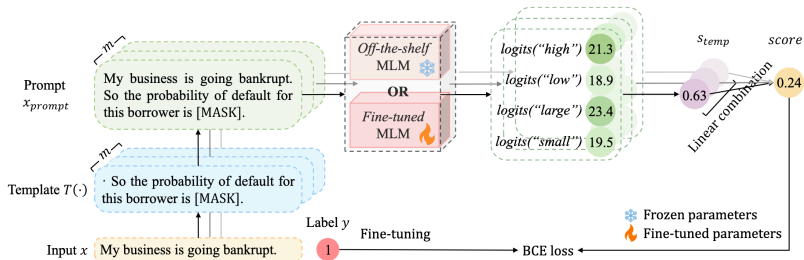 m
Prompt
x_prompt
My business is going bankrupt.
So the probability of default for
this borrower is [MASK].
Off-the-shelf
MLM
OR
Fine-tuned
MLM
logits("high") 21.3
logits("low") 18.9
logits("large") 23.4
logits("small") 19.5
s_temp
0.63
Linear combination
score
0.24
m
Template T(·)
· So the probability of default for
this borrower is [MASK].
Input x
My business is going bankrupt.
Label y
1
Fine-tuning
BCE loss
Frozen parameters
Fine-tuned parameters